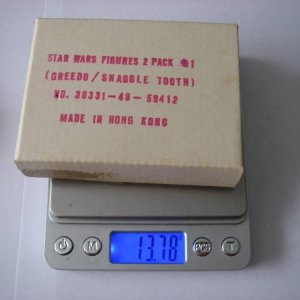 STAR WARS FIGURES 2 PACK #1
(GREEDO/SNAGGLE TOOTH)
NO. 38331-49-59412
MADE IN HONG KONG
M 13.78 PCS T